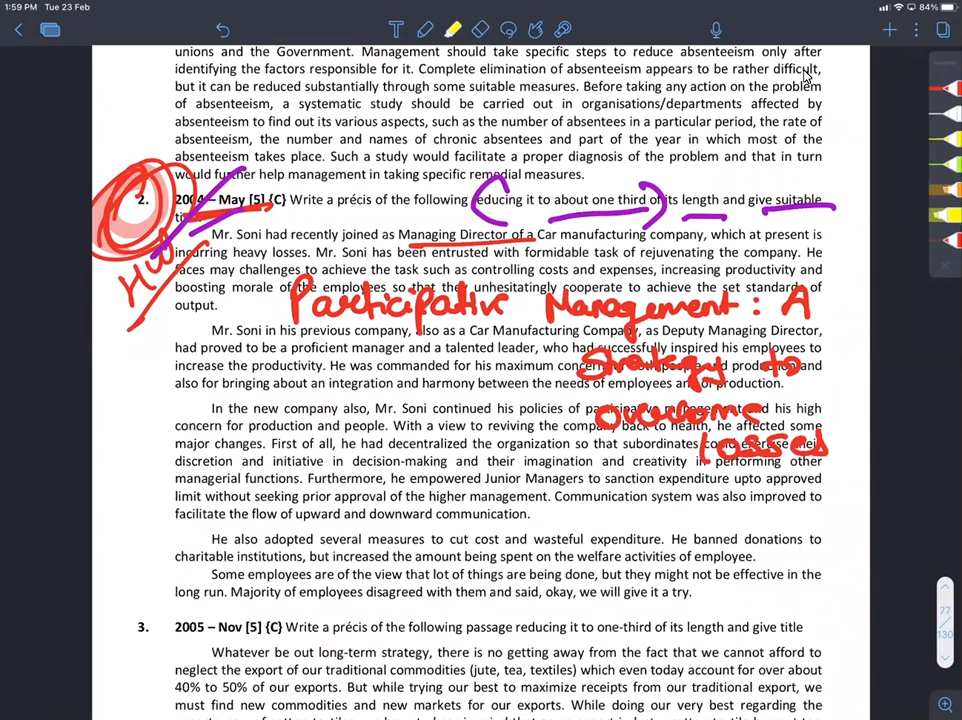 1:59 PM Tue 23 Feb
84%
unions and the Government. Management should take specific steps to reduce absenteeism only after
identifying the factors responsible for it. Complete elimination of absenteeism appears to be rather difficult,
but it can be reduced substantially through some suitable measures. Before taking any action on the problem
of absenteeism, a systematic study should be carried out in organisations/departments affected by
absenteeism to find out its various aspects, such as the number of absentees in a particular period, the rate of
absenteeism, the number and names of chronic absentees and part of the year in which most of the
absenteeism takes place. Such a study would facilitate a proper diagnosis of the problem and that in turn
would further help management in taking specific remedial measures.
2. 2004 – May [5] {C} Write a précis of the following reducing it to about one third of its length and give suitable
Mr. Soni had recently joined as Managing Director of a Car manufacturing company, which at present is
incurring heavy losses. Mr. Soni has been entrusted with formidable task of rejuvenating the company. He
faces may challenges to achieve the task such as controlling costs and expenses, increasing productivity and
boosting morale of the employees so that they unhesitatingly cooperate to achieve the set standards of
output.
Participative Management : A
Strategy to
overcome
losses
Mr. Soni in his previous company, also as a Car Manufacturing Company, as Deputy Managing Director,
had proved to be a proficient manager and a talented leader, who had successfully inspired his employees to
increase the productivity. He was commanded for his maximum concern and production and
also for bringing about an integration and harmony between the needs of employees and of production.
In the new company also, Mr. Soni continued his policies of participative management and his high
concern for production and people. With a view to reviving the company back to health, he affected some
major changes. First of all, he had decentralized the organization so that subordinates could exercise their
discretion and initiative in decision-making and their imagination and creativity in performing other
managerial functions. Furthermore, he empowered Junior Managers to sanction expenditure upto approved
limit without seeking prior approval of the higher management. Communication system was also improved to
facilitate the flow of upward and downward communication.
He also adopted several measures to cut cost and wasteful expenditure. He banned donations to
charitable institutions, but increased the amount being spent on the welfare activities of employee.
Some employees are of the view that lot of things are being done, but they might not be effective in the
long run. Majority of employees disagreed with them and said, okay, we will give it a try.
3. 2005 – Nov [5] {C} Write a précis of the following passage reducing it to one-third of its length and give title
Whatever be out long-term strategy, there is no getting away from the fact that we cannot afford to
neglect the export of our traditional commodities (jute, tea, textiles) which even today account for over about
40% to 50% of our exports. But while trying our best to maximize receipts from our traditional export, we
must find new commodities and new markets for our exports. While doing our very best regarding the
77
130